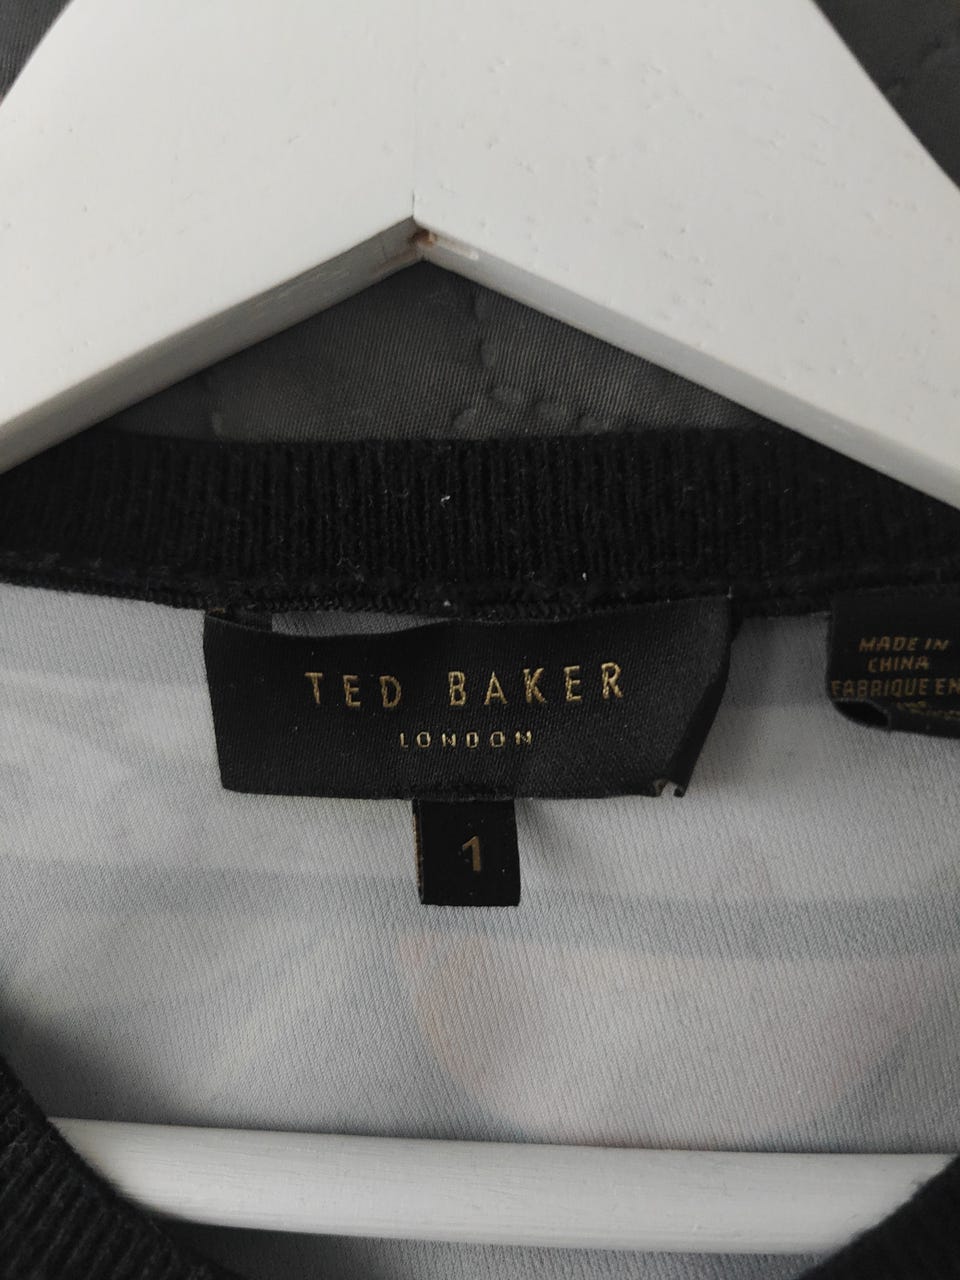 TED BAKER
LONDON
1
MADE IN
CHINA
FABRIQUE EN